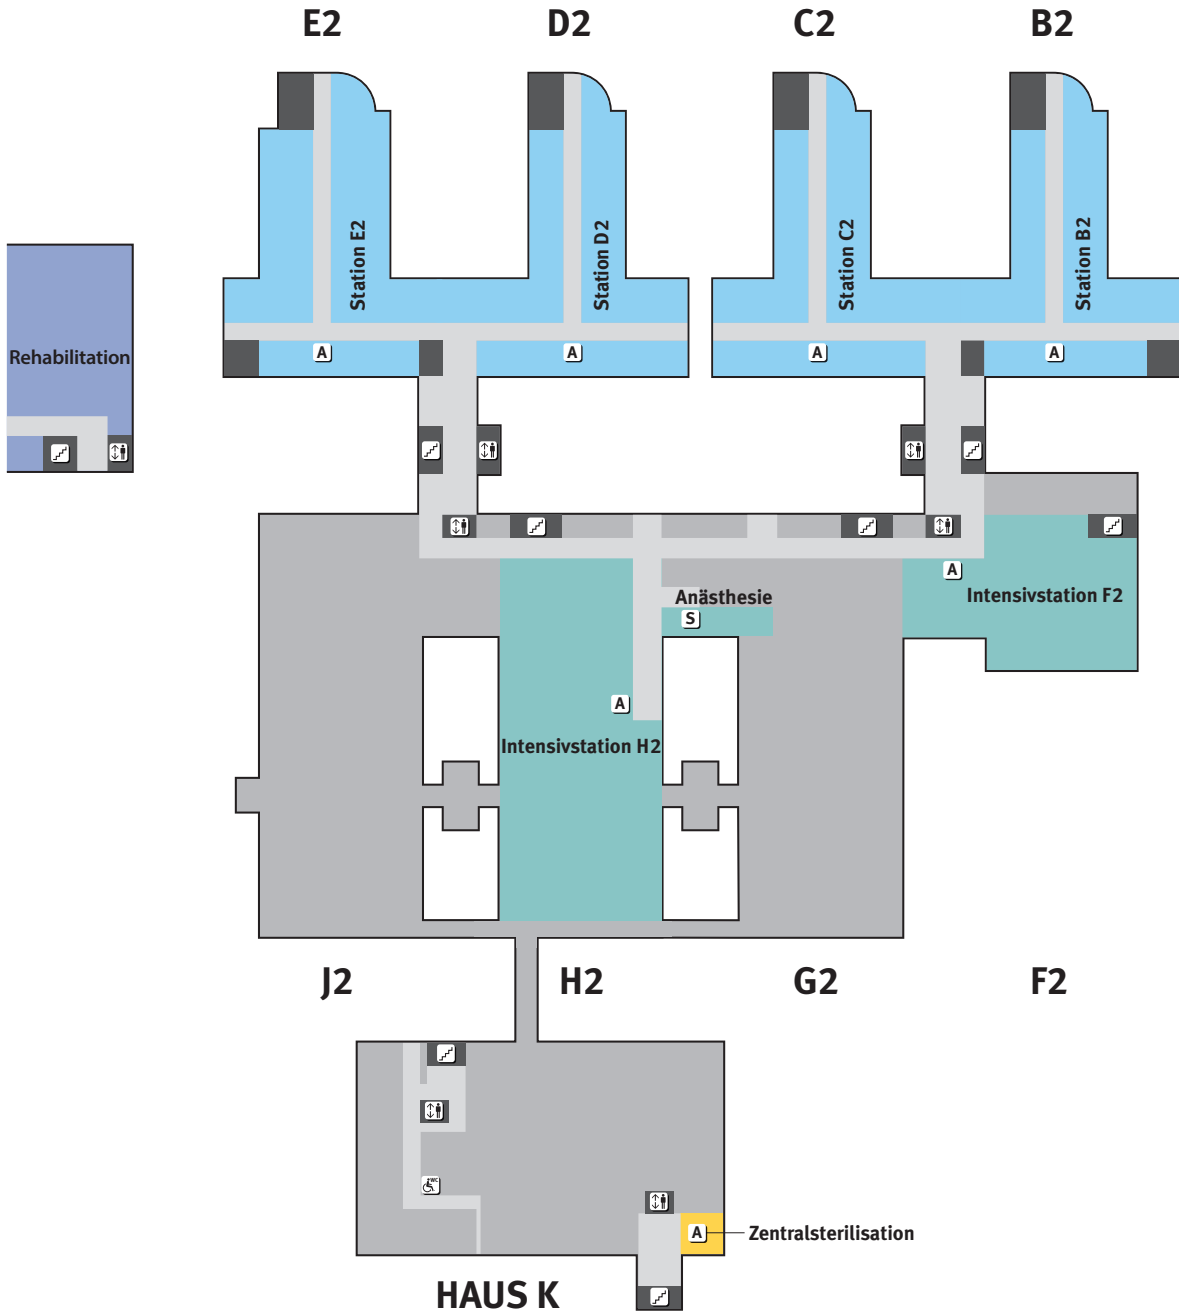 E2
D2
C2
B2
Station E2
Station D2
Station C2
Station B2
Rehabilitation
A
A
A
A
A
Anästhesie
Intensivstation F2
S
A
Intensivstation H2
J2
H2
G2
F2
WC
A
Zentralsterilisation
HAUS K